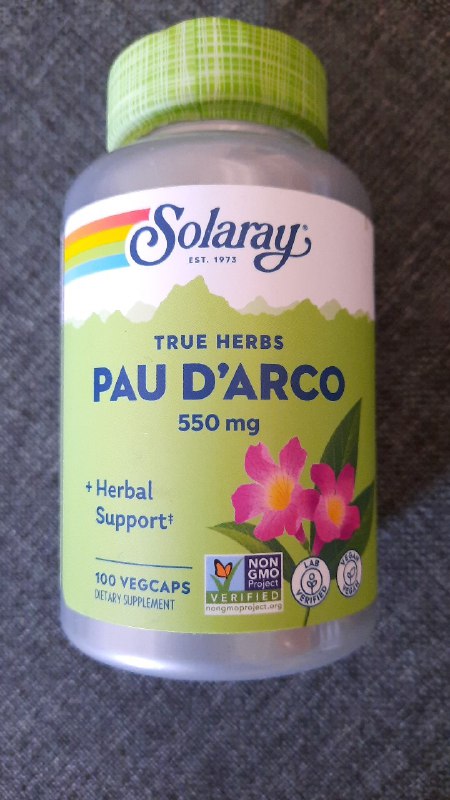 Solaray®
EST. 1973
TRUE HERBS
PAU D'ARCO
550 mg
+ Herbal
Support‡
100 VEGCAPS
DIETARY SUPPLEMENT
NON
GMO
Project
VERIFIED
nongmoproject.org
LAB
VERIFIED
VEGAN